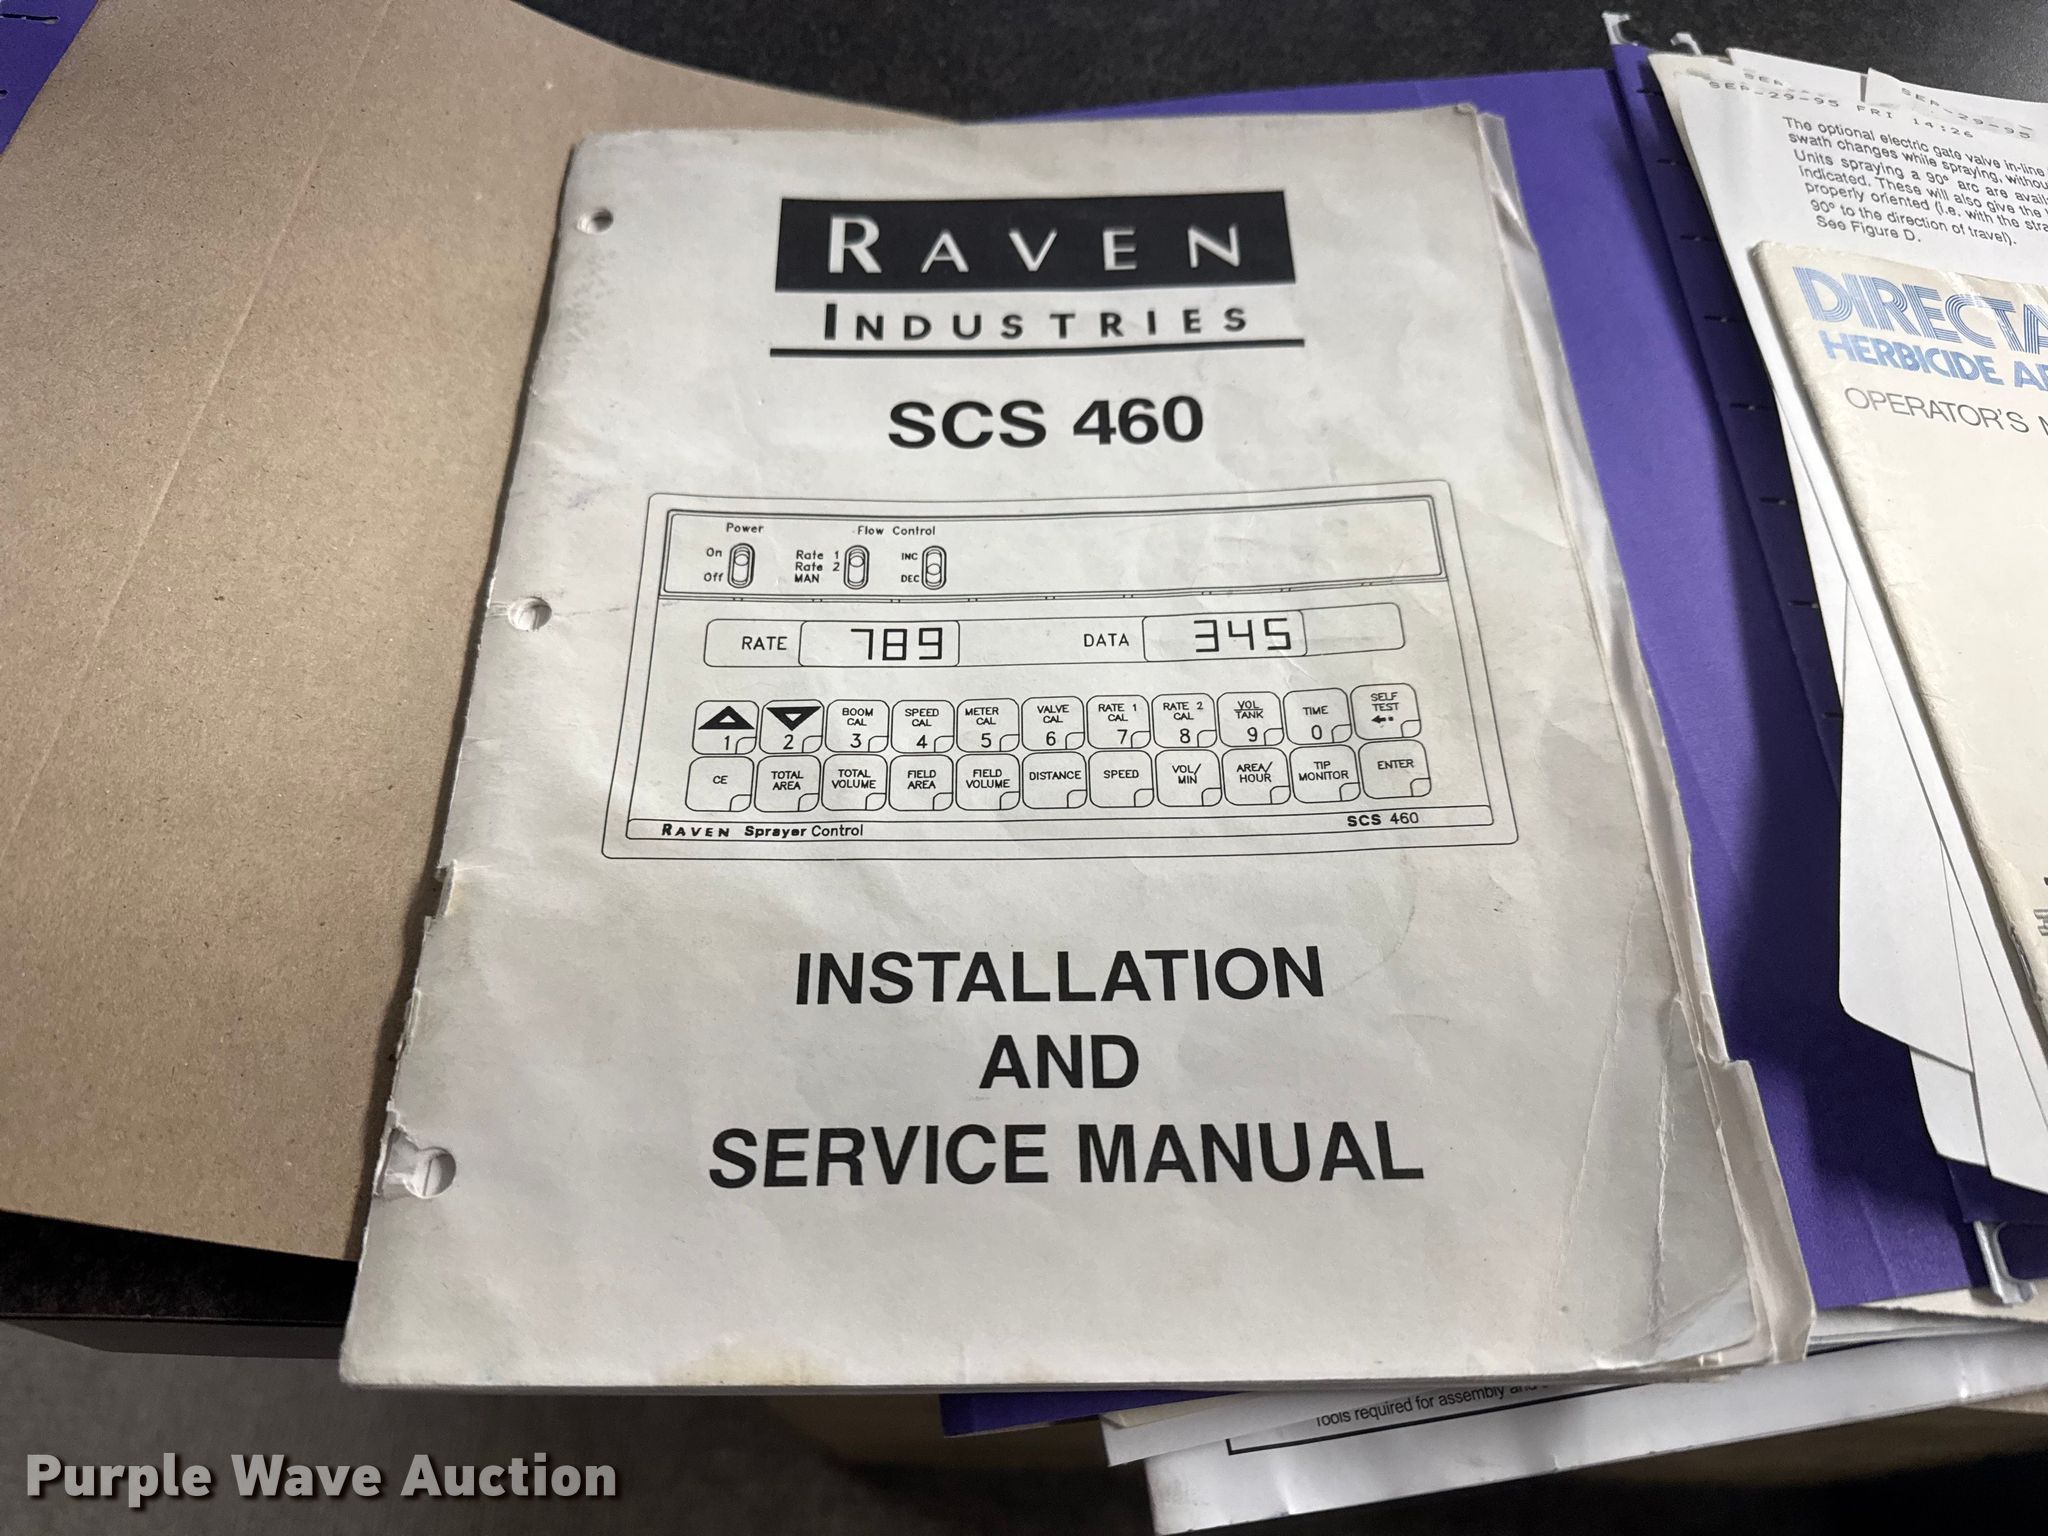 RAVEN
INDUSTRIES
SCS 460
Power
Flow Control
On
Off
Rate 1
Rate 2
MAN
INC
DEC
RATE 789 DATA 345
1 BOOM CAL 3 SPEED CAL 4 METER CAL 5 VALVE CAL 6 RATE 1 CAL 7 RATE 2 CAL 8 VOL TANK 9 TIME 0 SELF TEST
2
CE TOTAL AREA TOTAL VOLUME FIELD AREA FIELD VOLUME DISTANCE SPEED VOL/ MIN AREA/ HOUR TIP MONITOR ENTER
RAVEN Sprayer Control SCS 460
INSTALLATION
AND
SERVICE MANUAL
SEP-29-95 FRI 14:26
The optional electric gate valve in-line
swath changes while spraying,
Units spraying a 90° arc are
indicated. These will also give the
properly oriented (i.e. with the
90° to the direction of travel).
See Figure D.
HERBICIDE
OPERATOR'S
Tools required for assembly
Purple Wave Auction